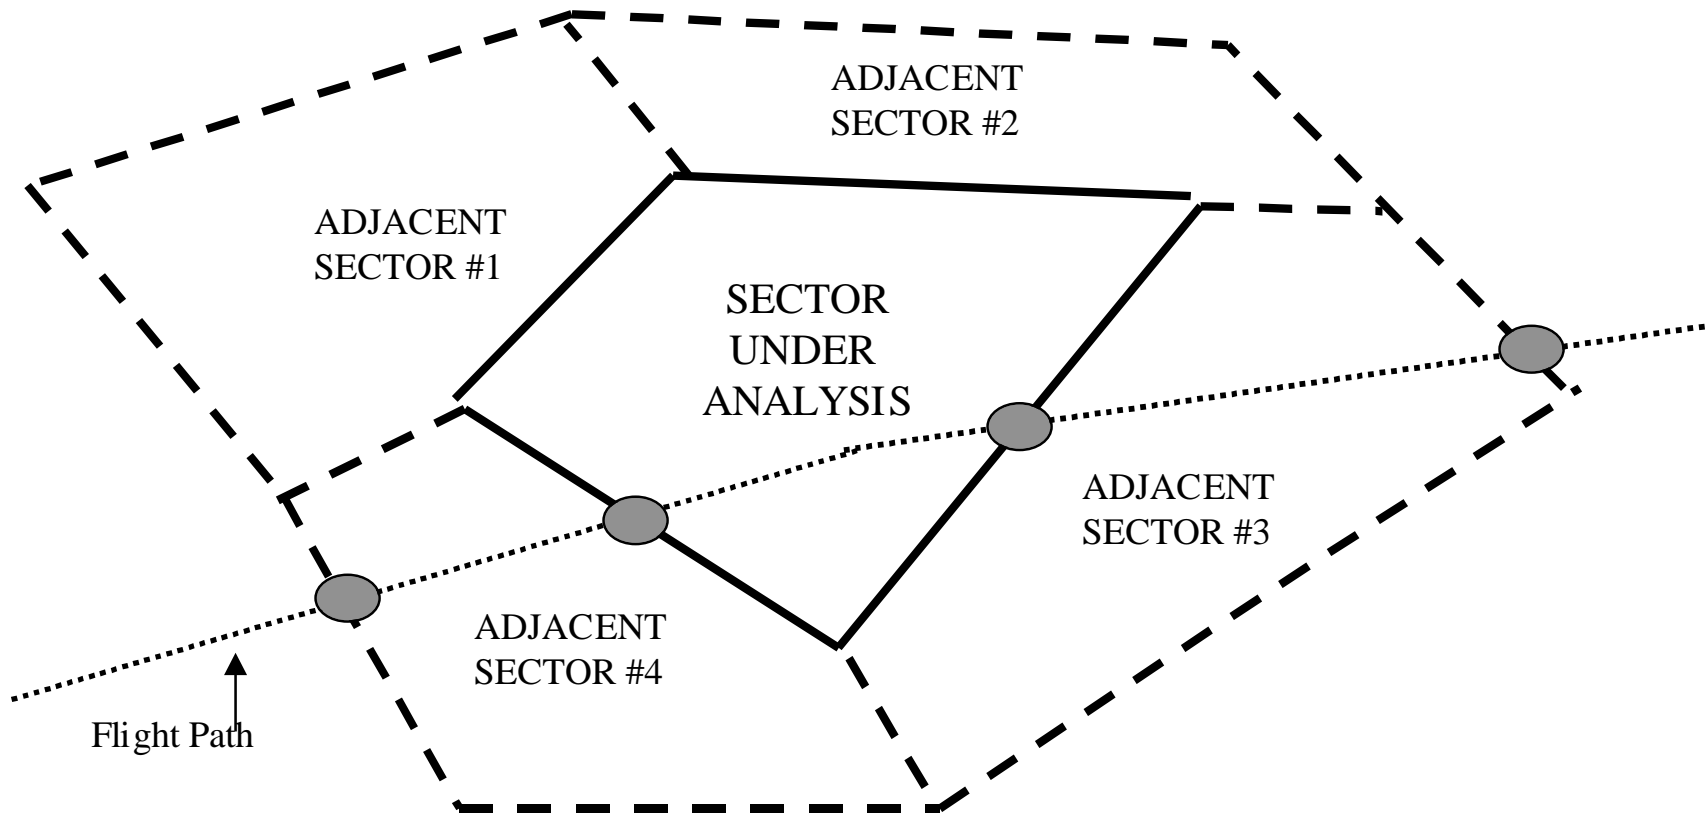 ADJACENT
SECTOR #2
ADJACENT
SECTOR #1
SECTOR
UNDER
ANALYSIS
ADJACENT
SECTOR #3
ADJACENT
SECTOR #4
Flight Path